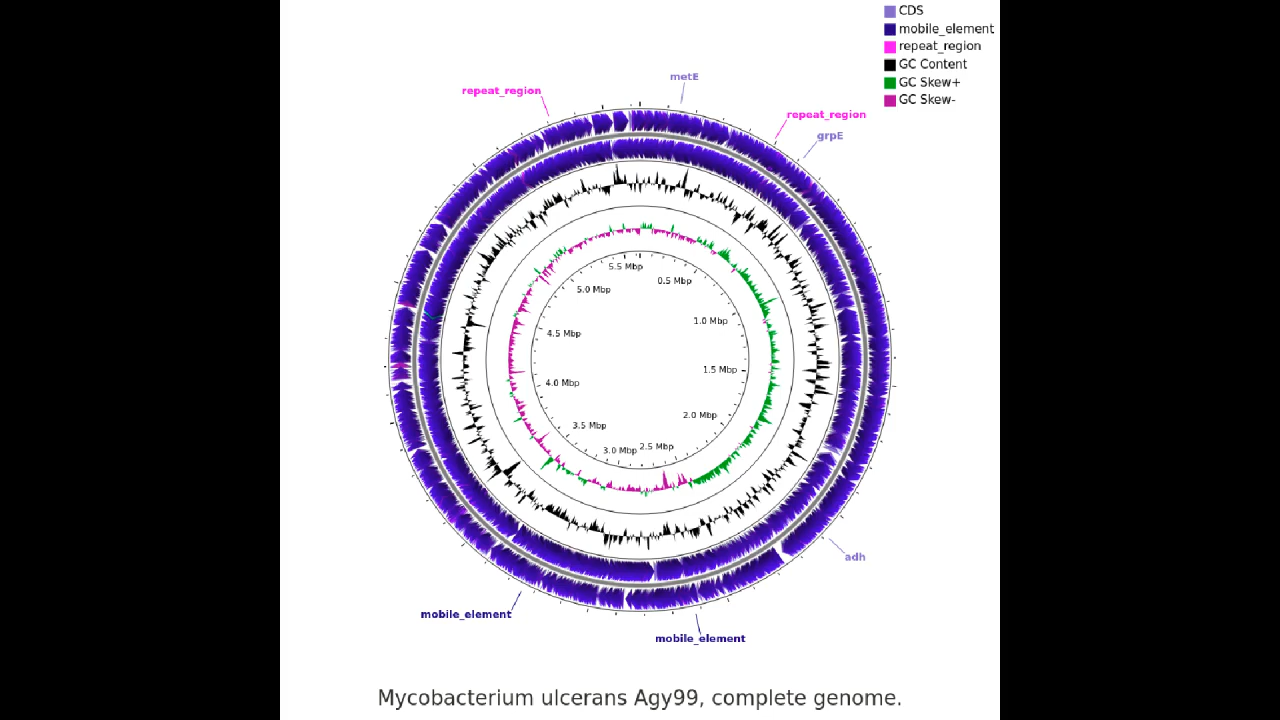 CDS
mobile_element
repeat_region
GC Content
GC Skew+
GC Skew-
metE
repeat_region
repeat_region
grpE
5.5 Mbp
0.5 Mbp
5.0 Mbp
1.0 Mbp
4.5 Mbp
1.5 Mbp
4.0 Mbp
2.0 Mbp
3.5 Mbp
2.5 Mbp
3.0 Mbp
adh
mobile_element
mobile_element
Mycobacterium ulcerans Agy99, complete genome.